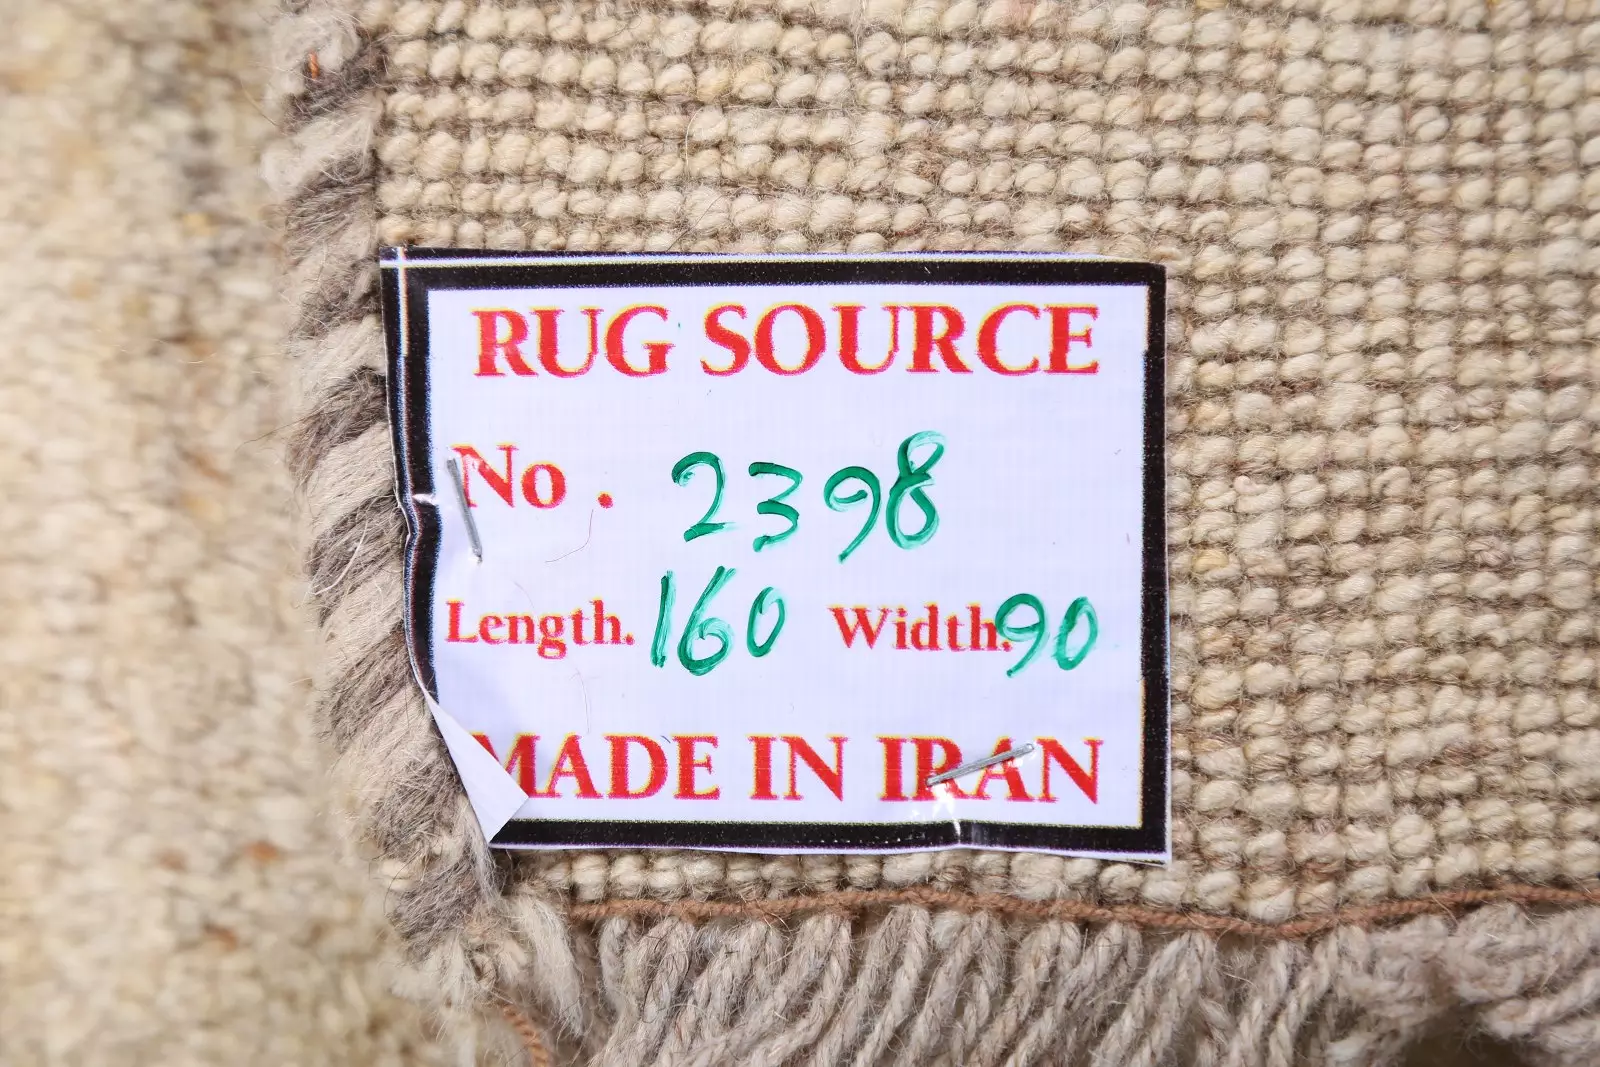 RUG SOURCE
No. 2398
Length. 160 Width. 90
MADE IN IRAN